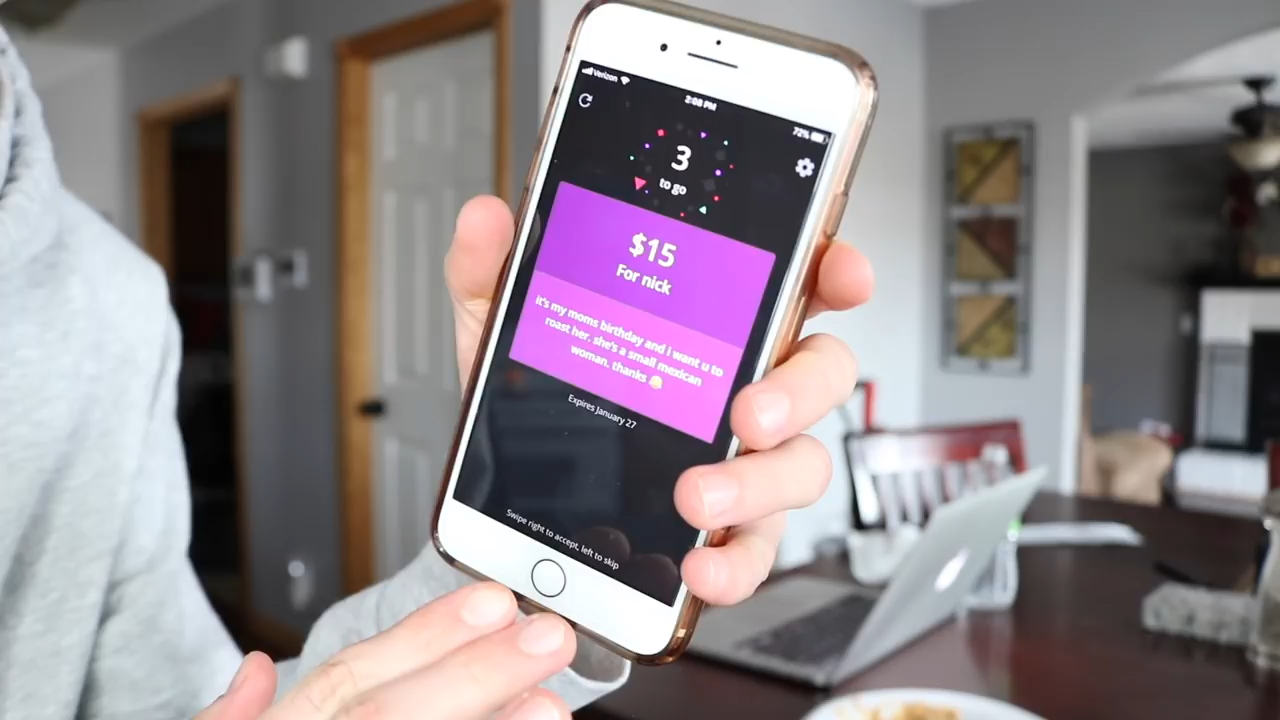 Verizon
2:08 PM
72%
3
to go
$15
For nick
it's my moms birthday and i want u to
roast her. she's a small mexican
woman. thanks
Expires January 27
Swipe right to accept, left to skip